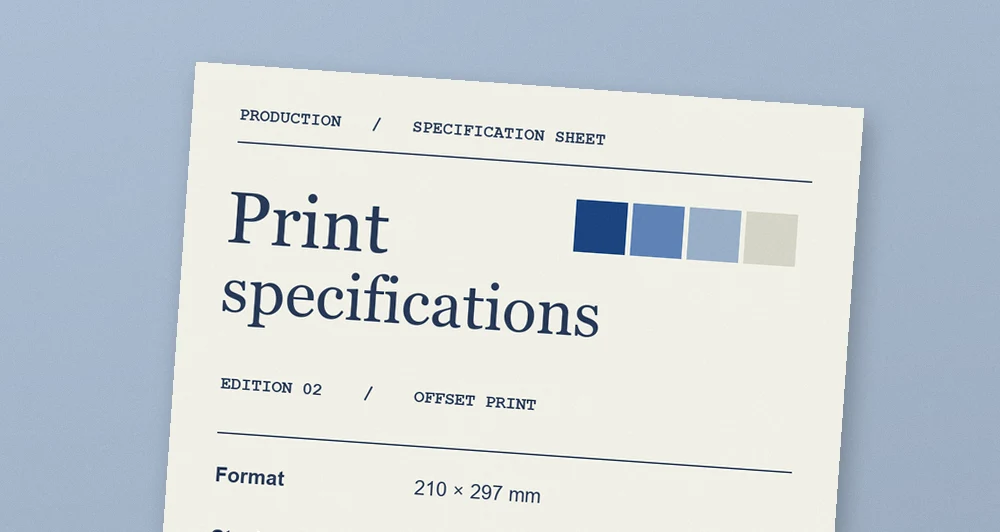 PRODUCTION / SPECIFICATION SHEET
Print
specifications
EDITION 02 / OFFSET PRINT
Format 210 × 297 mm